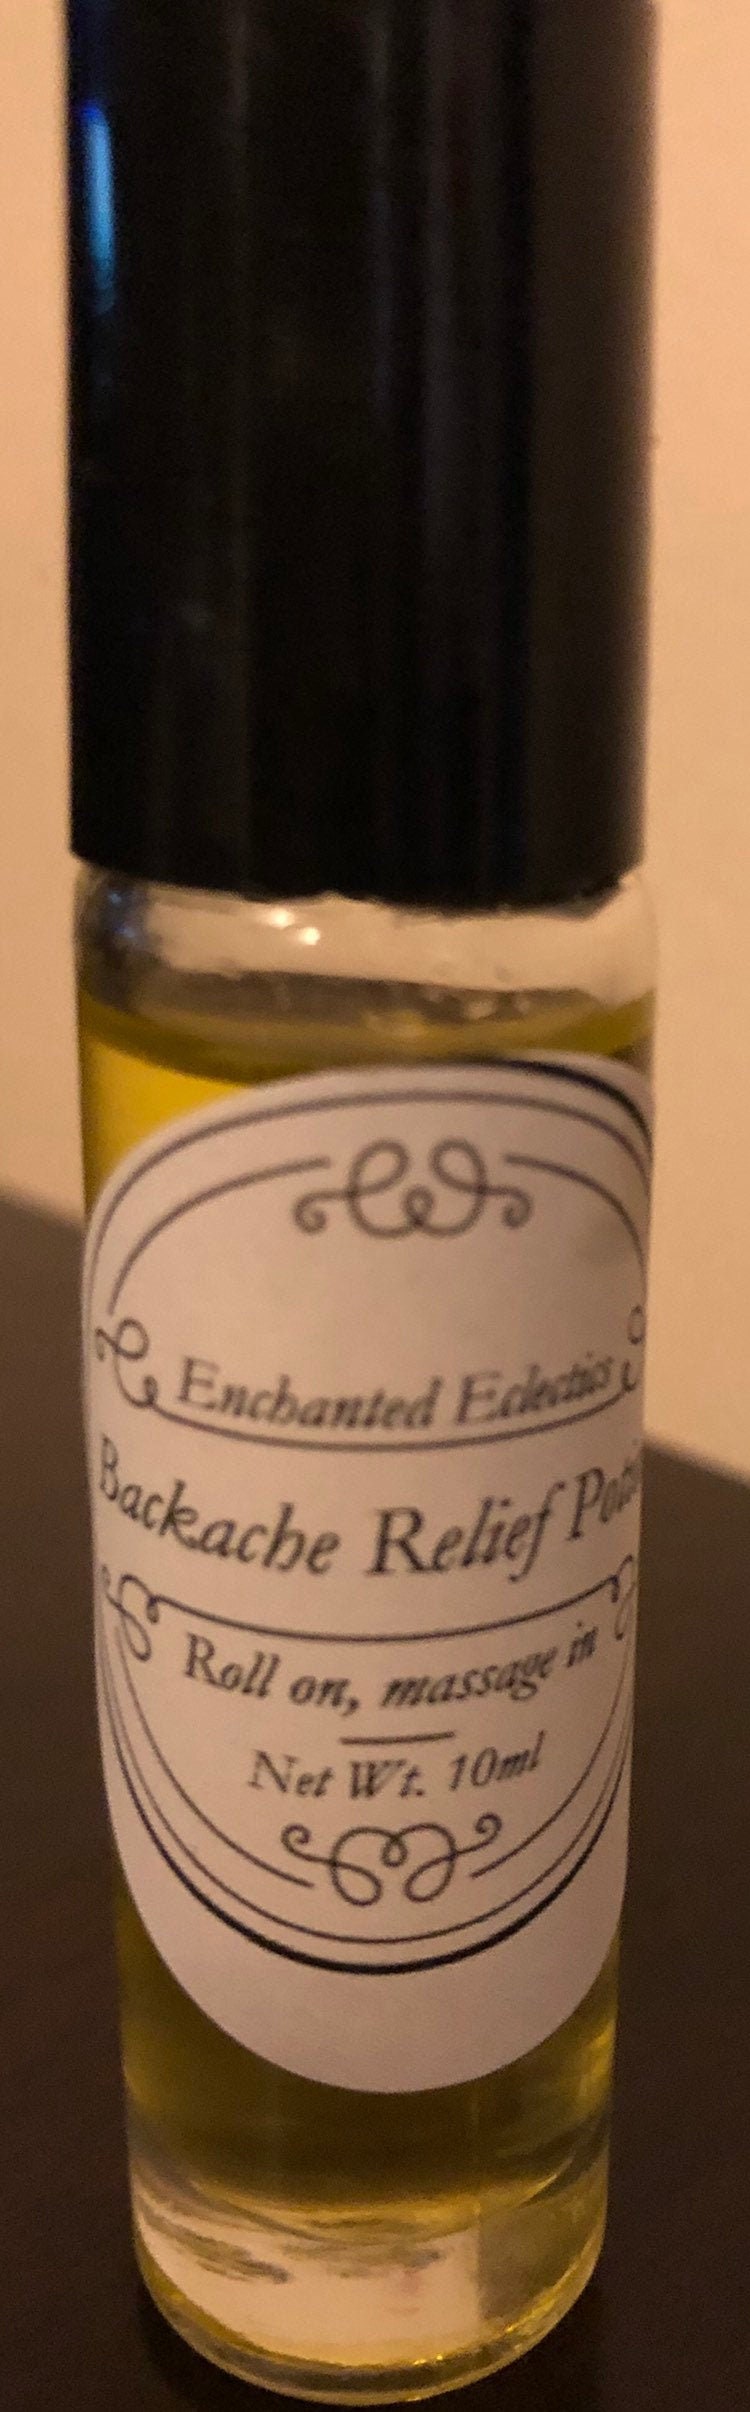 Enchanted Eclectics
Backache Relief
Roll on, massage in
Net Wt. 10ml